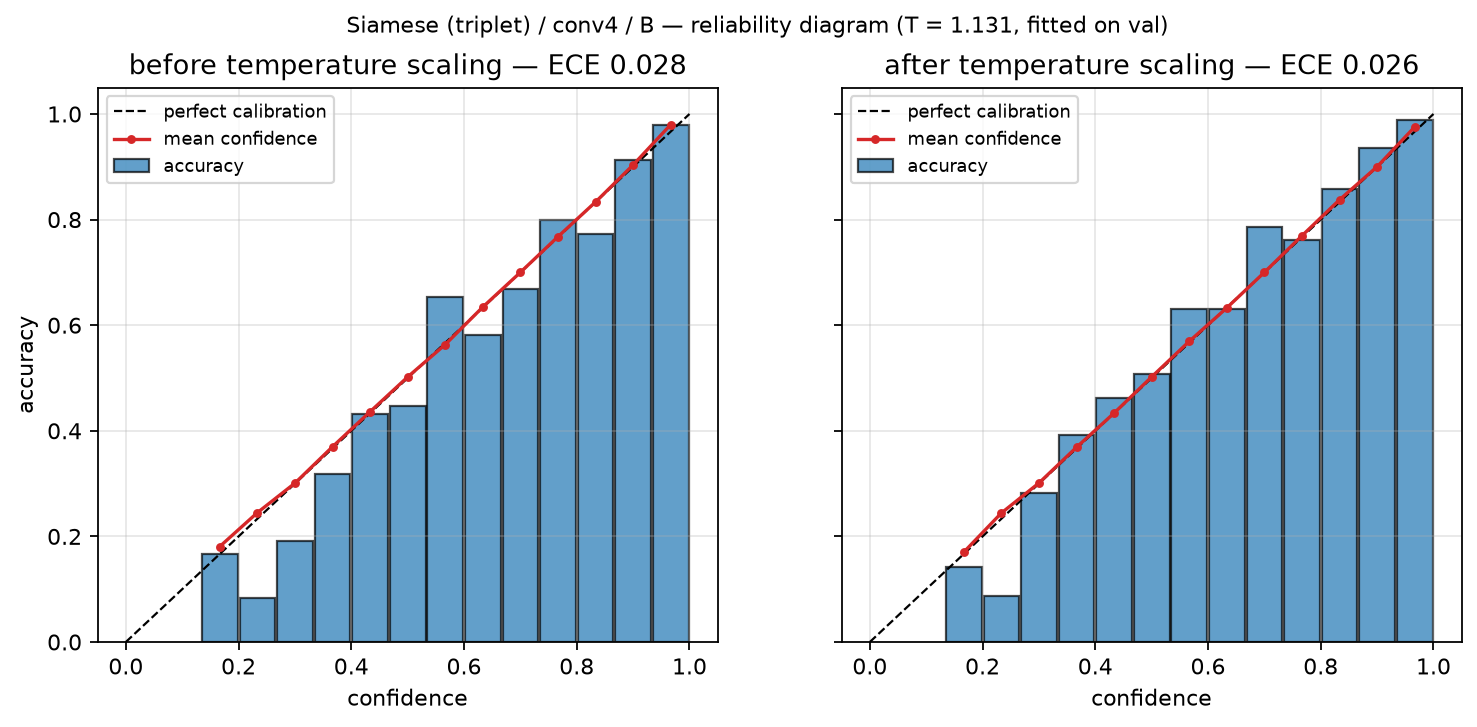 Siamese (triplet) / conv4 / B — reliability diagram (T = 1.131, fitted on val)
before temperature scaling — ECE 0.028
perfect calibration
mean confidence
accuracy
1.0
0.8
0.6
0.4
0.2
0.0
accuracy
0.0 0.2 0.4 0.6 0.8 1.0
confidence
after temperature scaling — ECE 0.026
perfect calibration
mean confidence
accuracy
0.0 0.2 0.4 0.6 0.8 1.0
confidence